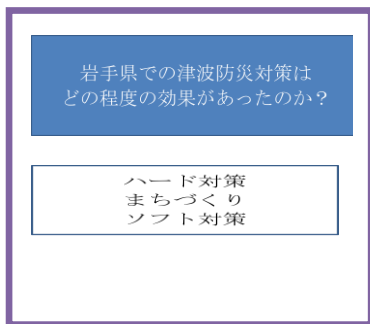 岩手県での津波防災対策は
どの程度の効果があったのか？
ハード対策
まちづくり
ソフト対策